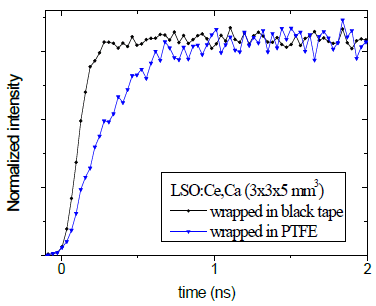 Normalized intensity
LSO:Ce,Ca (3x3x5 mm³)
wrapped in black tape
wrapped in PTFE
0 1 2
time (ns)